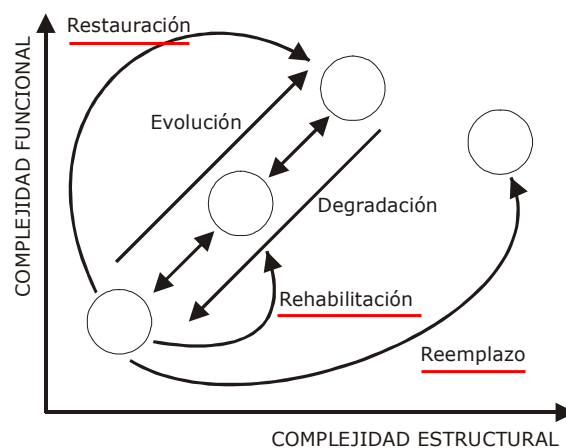 Restauración
COMPLEJIDAD FUNCIONAL
Evolución
Degradación
Rehabilitación
Reemplazo
COMPLEJIDAD ESTRUCTURAL